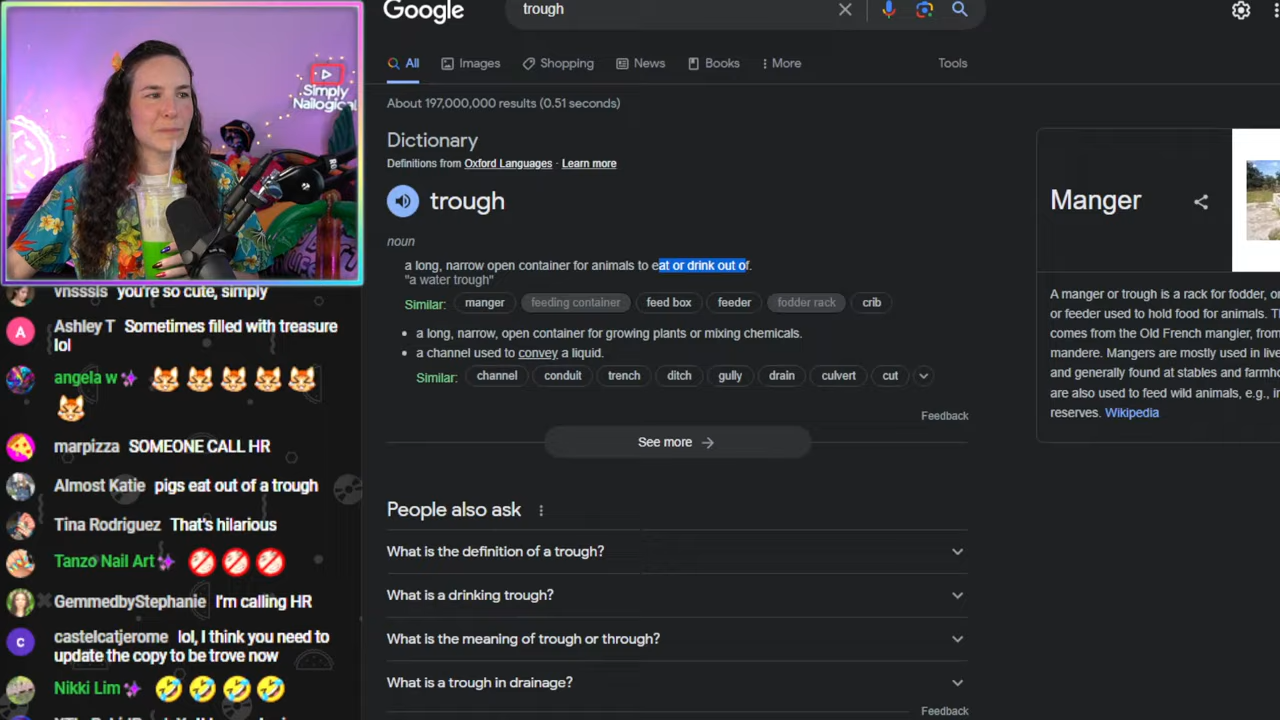 Simply
Nailogical
vnsssls you're so cute, simply
Ashley T Sometimes filled with treasure
lol
angela w
marpizza SOMEONE CALL HR
Almost Katie pigs eat out of a trough
Tina Rodriguez That's hilarious
Tanzo Nail Art
GemmedbyStephanie I'm calling HR
castelcatjerome lol, I think you need to
update the copy to be trove now
Nikki Lim
Google
trough
All Images Shopping News Books More Tools
About 197,000,000 results (0.51 seconds)
Dictionary
Definitions from Oxford Languages · Learn more
trough
noun
a long, narrow open container for animals to eat or drink out of.
"a water trough"
Similar: manger feeding container feed box feeder fodder rack crib
a long, narrow, open container for growing plants or mixing chemicals.
a channel used to convey a liquid.
Similar: channel conduit trench ditch gully drain culvert cut
Feedback
See more
People also ask
What is the definition of a trough?
What is a drinking trough?
What is the meaning of trough or through?
What is a trough in drainage?
Feedback
Manger
A manger or trough is a rack for fodder, or
or feeder used to hold food for animals.
comes from the Old French mangier, from
mandere. Mangers are mostly used in live
and generally found at stables and farmho
are also used to feed wild animals, e.g., in
reserves. Wikipedia